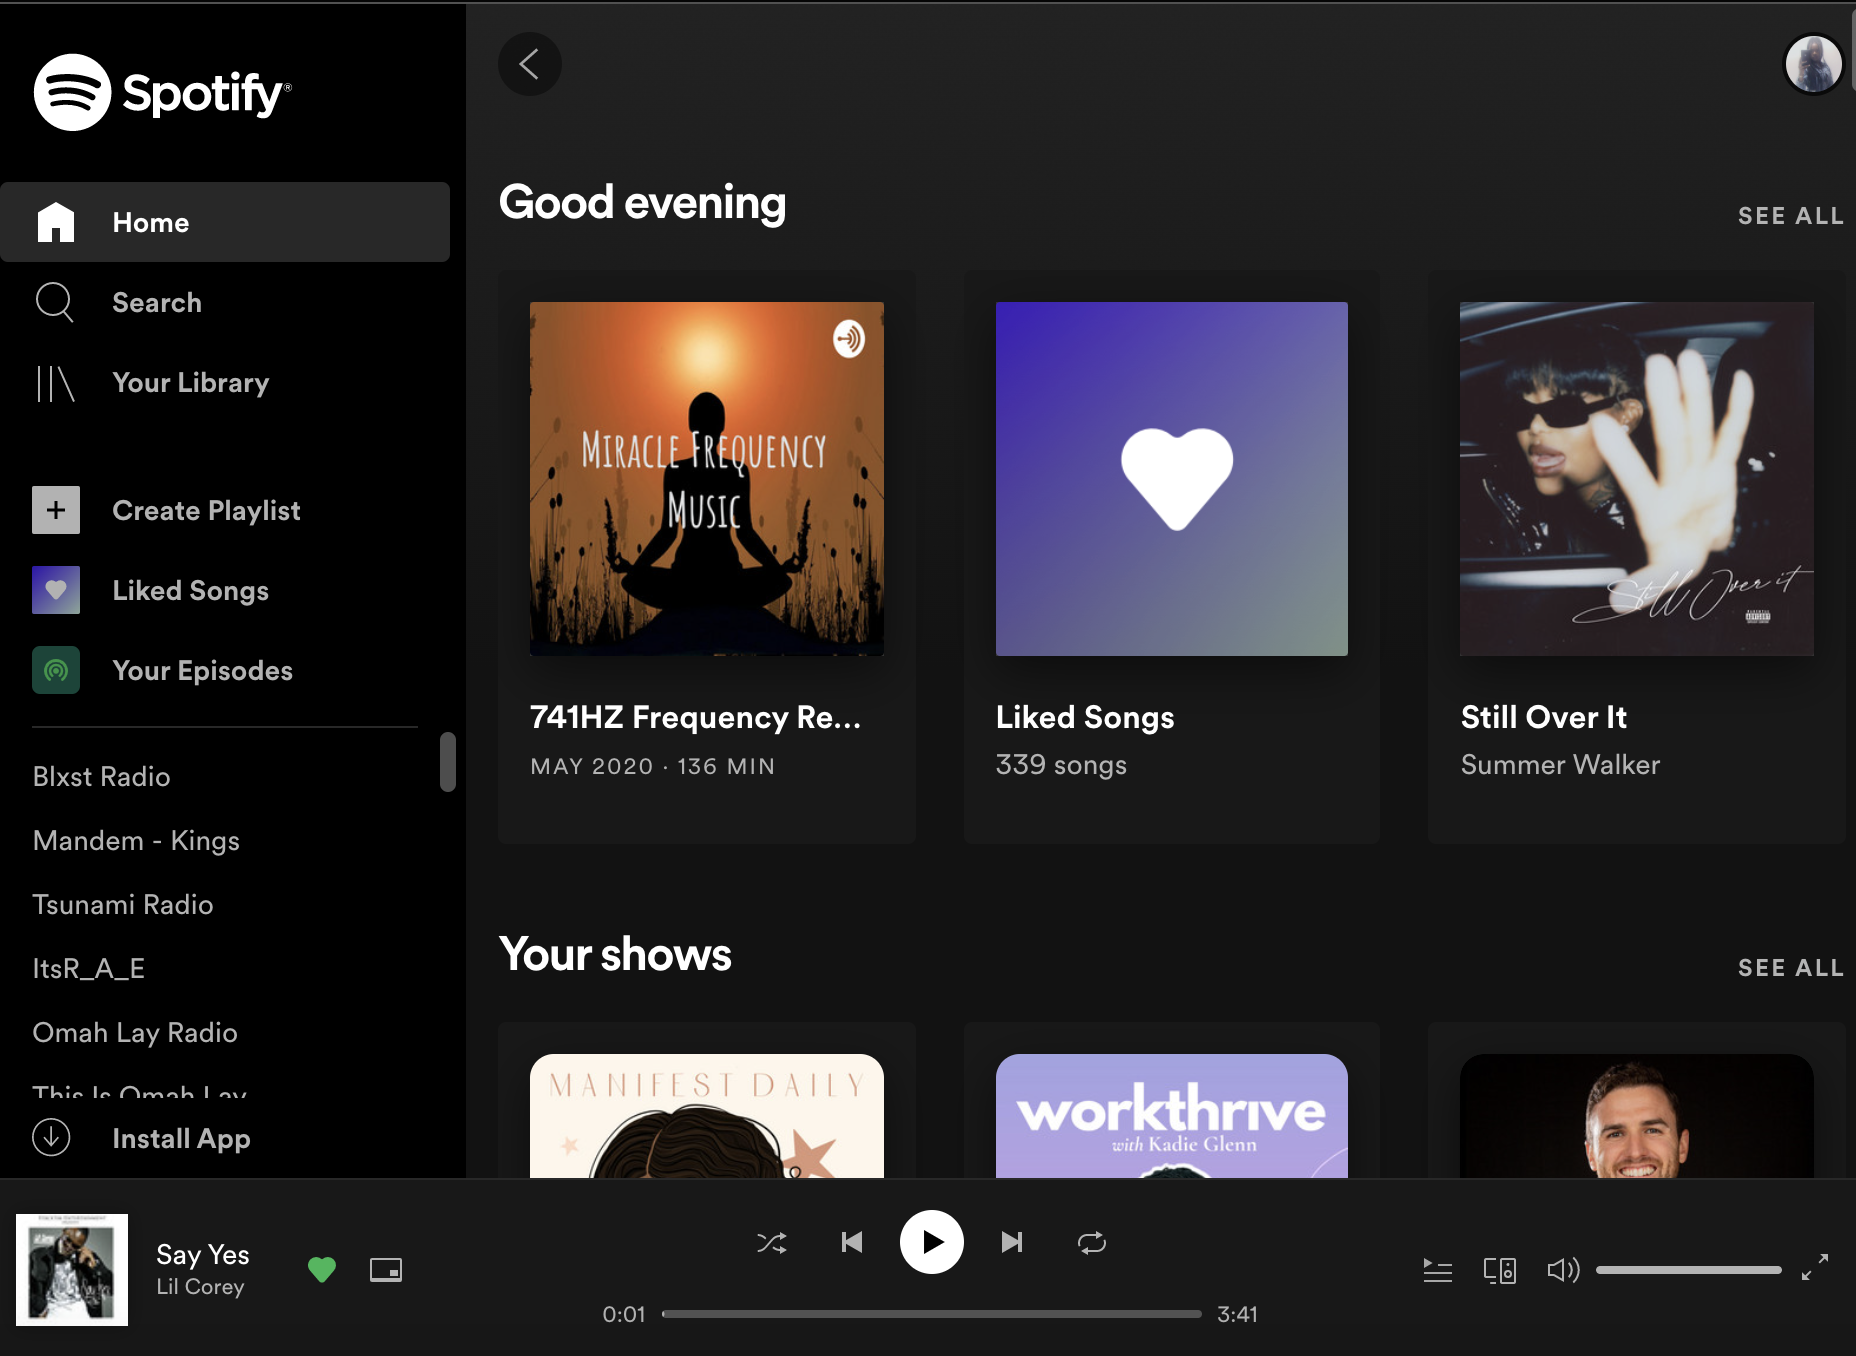 Spotify®
Home
Search
Your Library
Create Playlist
Liked Songs
Your Episodes
Blxst Radio
Mandem - Kings
Tsunami Radio
ItsR_A_E
Omah Lay Radio
This Is Omah Lay
Install App
Good evening
SEE ALL
MIRACLE FREQUENCY
MUSIC
741HZ Frequency Re...
MAY 2020 · 136 MIN
Liked Songs
339 songs
Still Over it
Still Over It
Summer Walker
Your shows
SEE ALL
MANIFEST DAILY
workthrive
with Kadie Glenn
Say Yes
Lil Corey
0:01
3:41